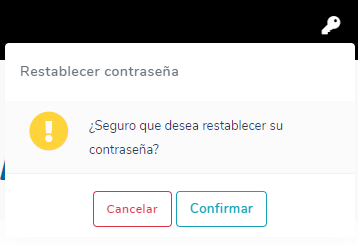 Restablecer contraseña
¿Seguro que desea restablecer su
contraseña?
Cancelar
Confirmar